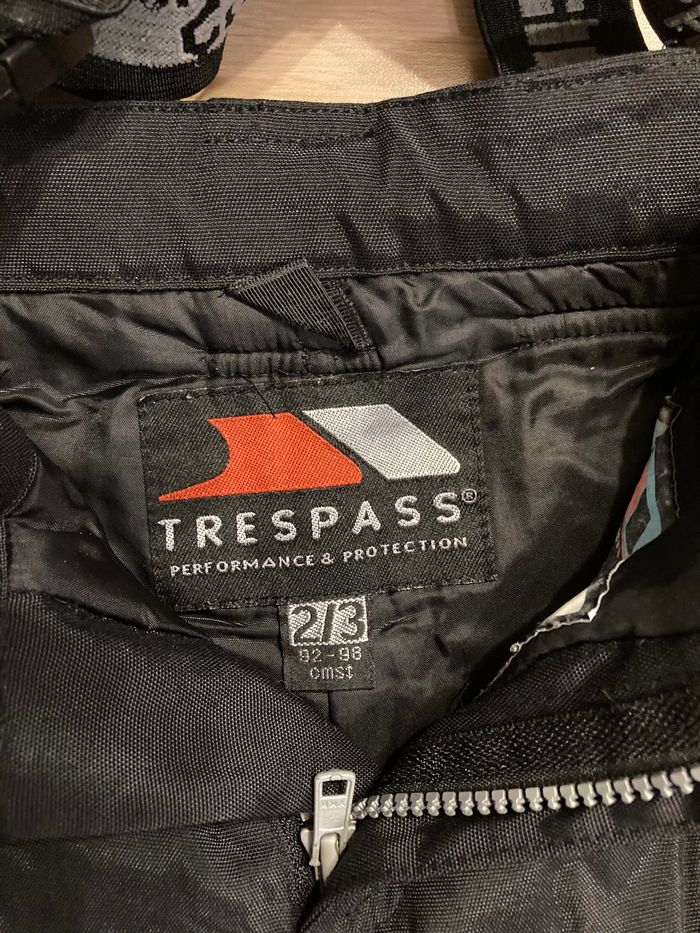 TRESPASS®
PERFORMANCE & PROTECTION
2/3
92-98
cms‡